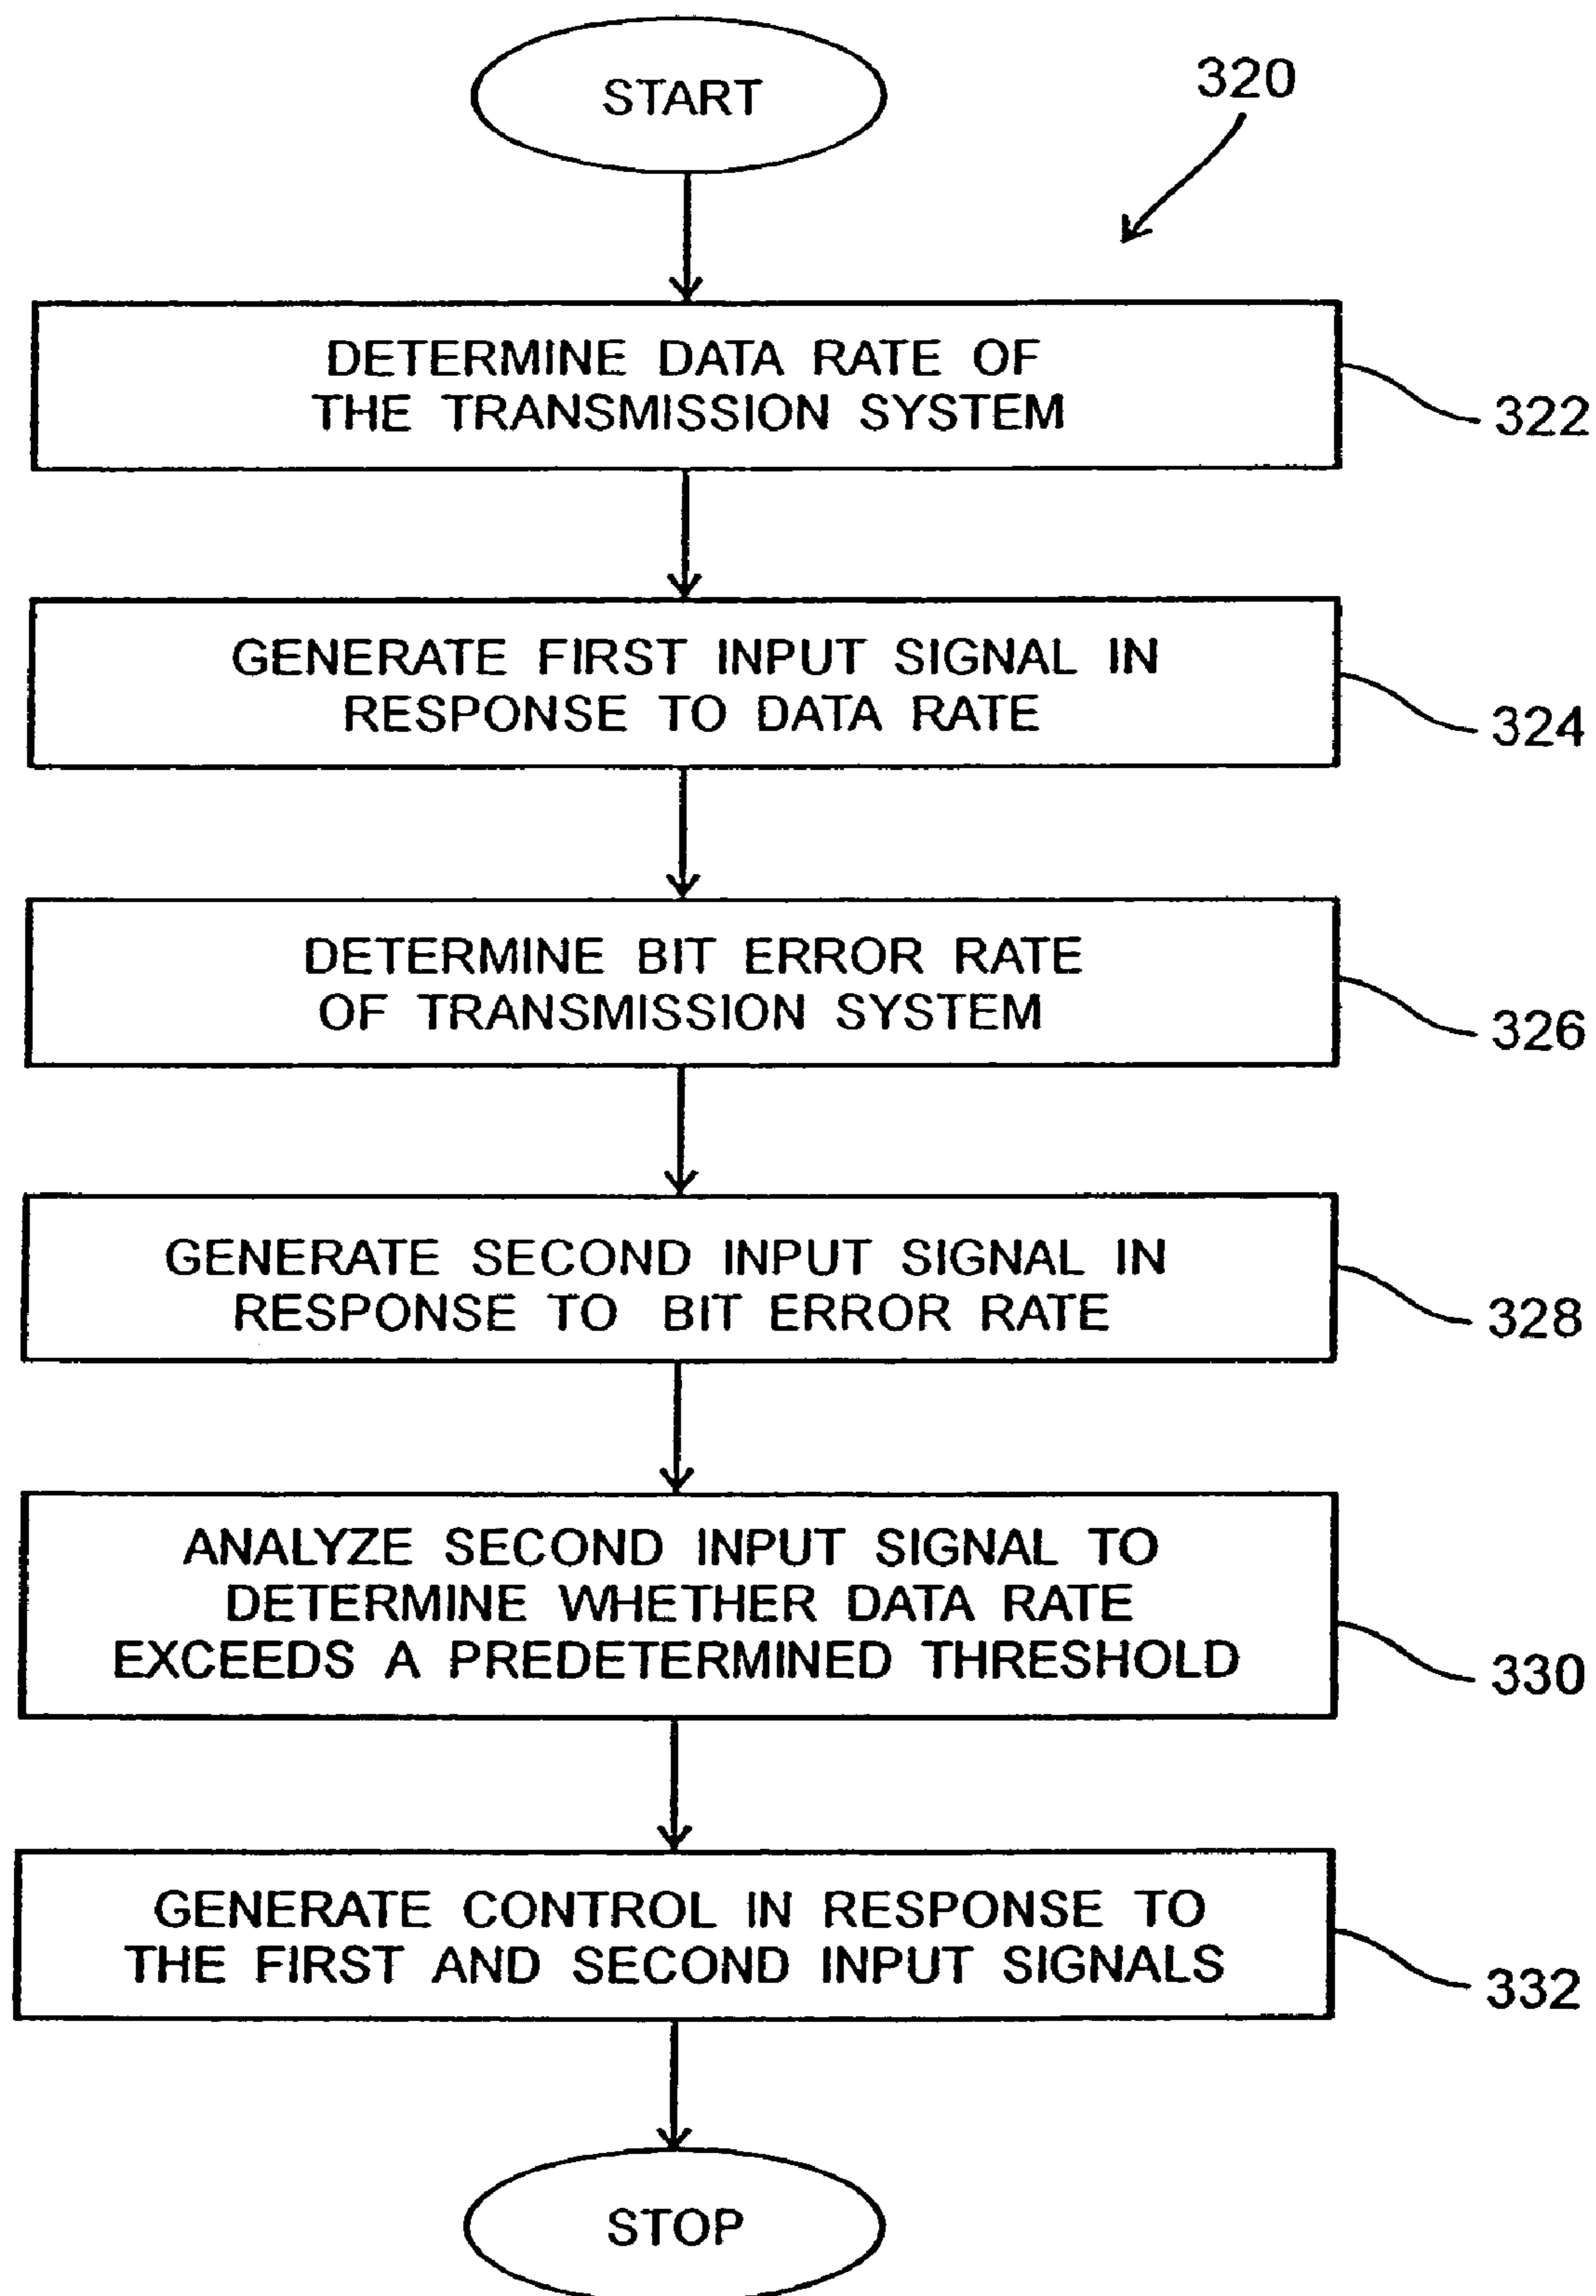 START
320
DETERMINE DATA RATE OF
THE TRANSMISSION SYSTEM
322
GENERATE FIRST INPUT SIGNAL IN
RESPONSE TO DATA RATE
324
DETERMINE BIT ERROR RATE
OF TRANSMISSION SYSTEM
326
GENERATE SECOND INPUT SIGNAL IN
RESPONSE TO BIT ERROR RATE
328
ANALYZE SECOND INPUT SIGNAL TO
DETERMINE WHETHER DATA RATE
EXCEEDS A PREDETERMINED THRESHOLD
330
GENERATE CONTROL IN RESPONSE TO
THE FIRST AND SECOND INPUT SIGNALS
332
STOP